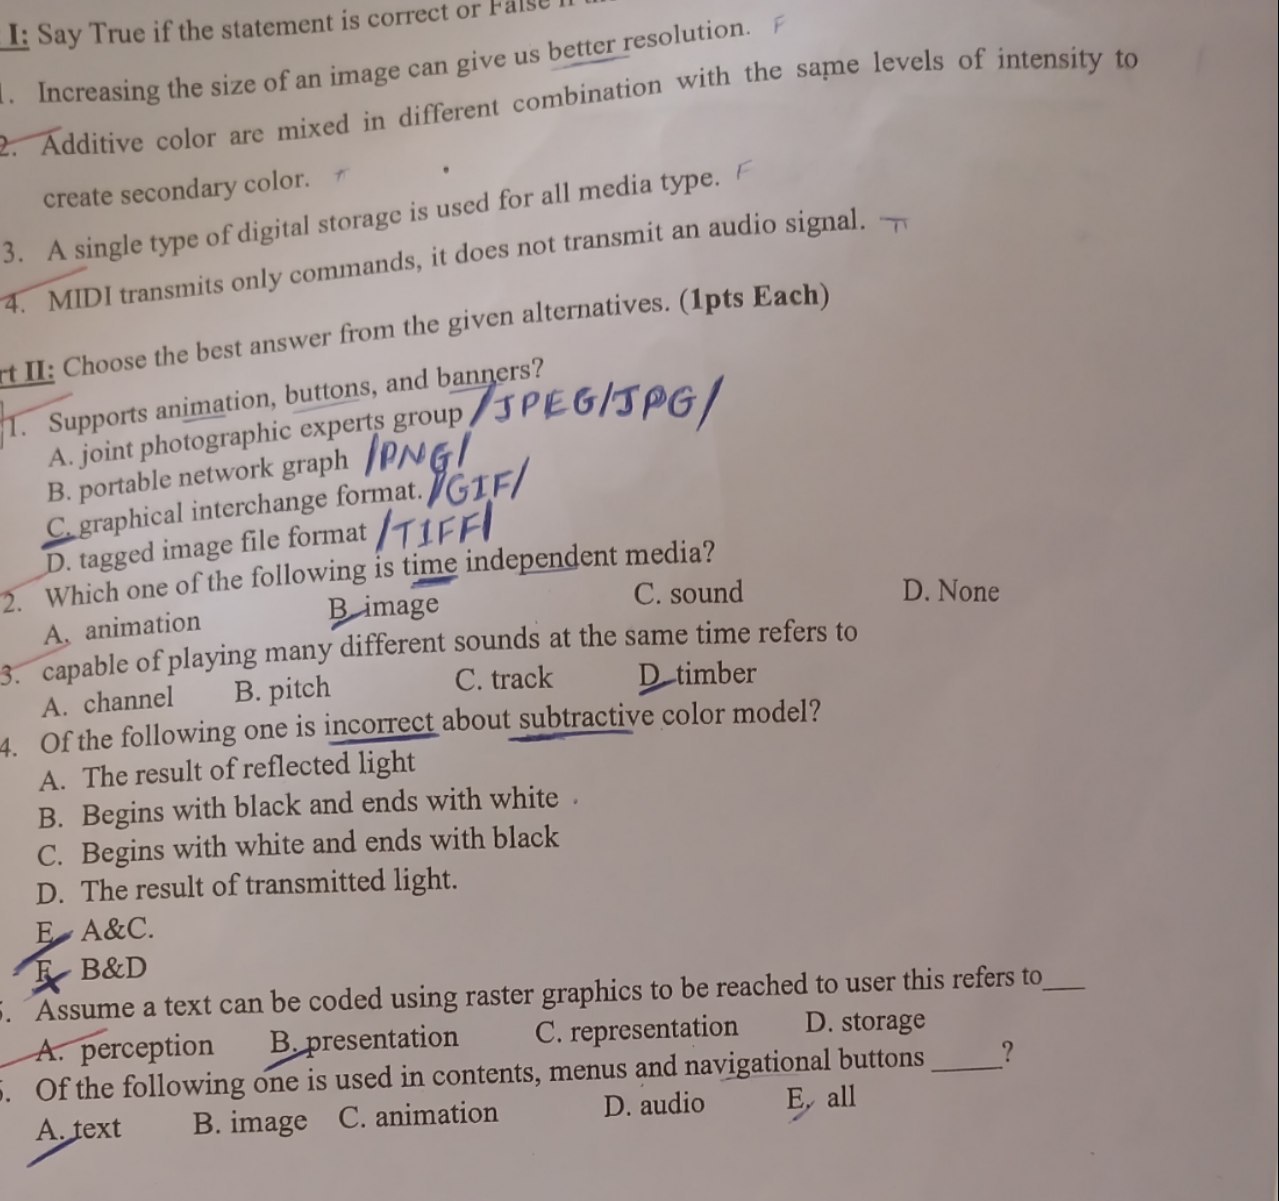 I: Say True if the statement is correct or False
1. Increasing the size of an image can give us better resolution. F
2. Additive color are mixed in different combination with the same levels of intensity to
create secondary color. T
3. A single type of digital storage is used for all media type. F
4. MIDI transmits only commands, it does not transmit an audio signal. T
rt II: Choose the best answer from the given alternatives. (1pts Each)
1. Supports animation, buttons, and banners?
A. joint photographic experts group /JPEG/JPG/
B. portable network graph /PNG/
C. graphical interchange format. /GIF/
D. tagged image file format /TIFF/
2. Which one of the following is time independent media?
A. animation B. image C. sound D. None
3. capable of playing many different sounds at the same time refers to
A. channel B. pitch C. track D. timber
4. Of the following one is incorrect about subtractive color model?
A. The result of reflected light
B. Begins with black and ends with white
C. Begins with white and ends with black
D. The result of transmitted light.
E. A&C.
F. B&D
5. Assume a text can be coded using raster graphics to be reached to user this refers to___
A. perception B. presentation C. representation D. storage
. Of the following one is used in contents, menus and navigational buttons _____?
A. text B. image C. animation D. audio E. all